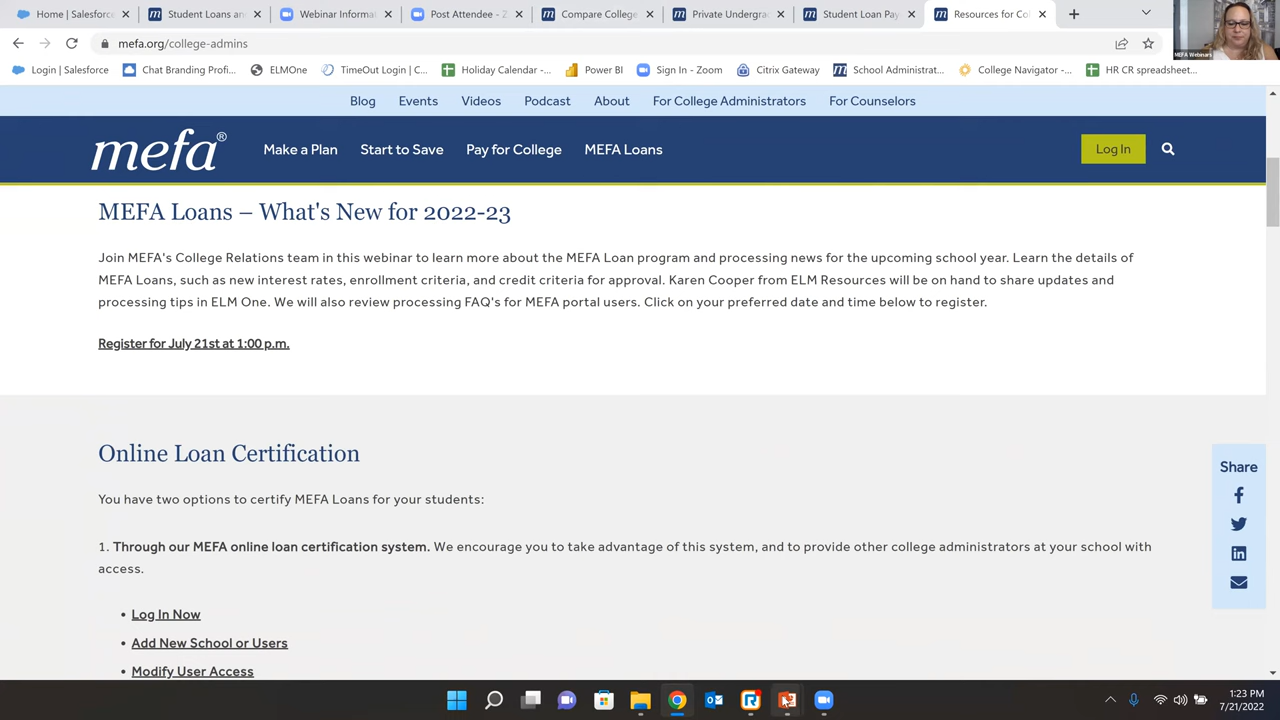 Home | Salesforce
Student Loans ar
Webinar Informat
Post Attendee - Z
Compare College
Private Undergra
Student Loan Pay
Resources for Col
mefa.org/college-admins
Login | Salesforce
Chat Branding Profi...
ELMOne
TimeOut Login | C...
Holiday Calendar -...
Power BI
Sign In - Zoom
Citrix Gateway
School Administrat...
College Navigator -...
HR CR spreadsheet...
MEFA Webinars
Blog
Events
Videos
Podcast
About
For College Administrators
For Counselors
mefa®
Make a Plan
Start to Save
Pay for College
MEFA Loans
Log In
MEFA Loans – What's New for 2022-23
Join MEFA's College Relations team in this webinar to learn more about the MEFA Loan program and processing news for the upcoming school year. Learn the details of
MEFA Loans, such as new interest rates, enrollment criteria, and credit criteria for approval. Karen Cooper from ELM Resources will be on hand to share updates and
processing tips in ELM One. We will also review processing FAQ's for MEFA portal users. Click on your preferred date and time below to register.
Register for July 21st at 1:00 p.m.
Online Loan Certification
You have two options to certify MEFA Loans for your students:
1. Through our MEFA online loan certification system. We encourage you to take advantage of this system, and to provide other college administrators at your school with
access.
• Log In Now
• Add New School or Users
• Modify User Access
Share
1:23 PM
7/21/2022